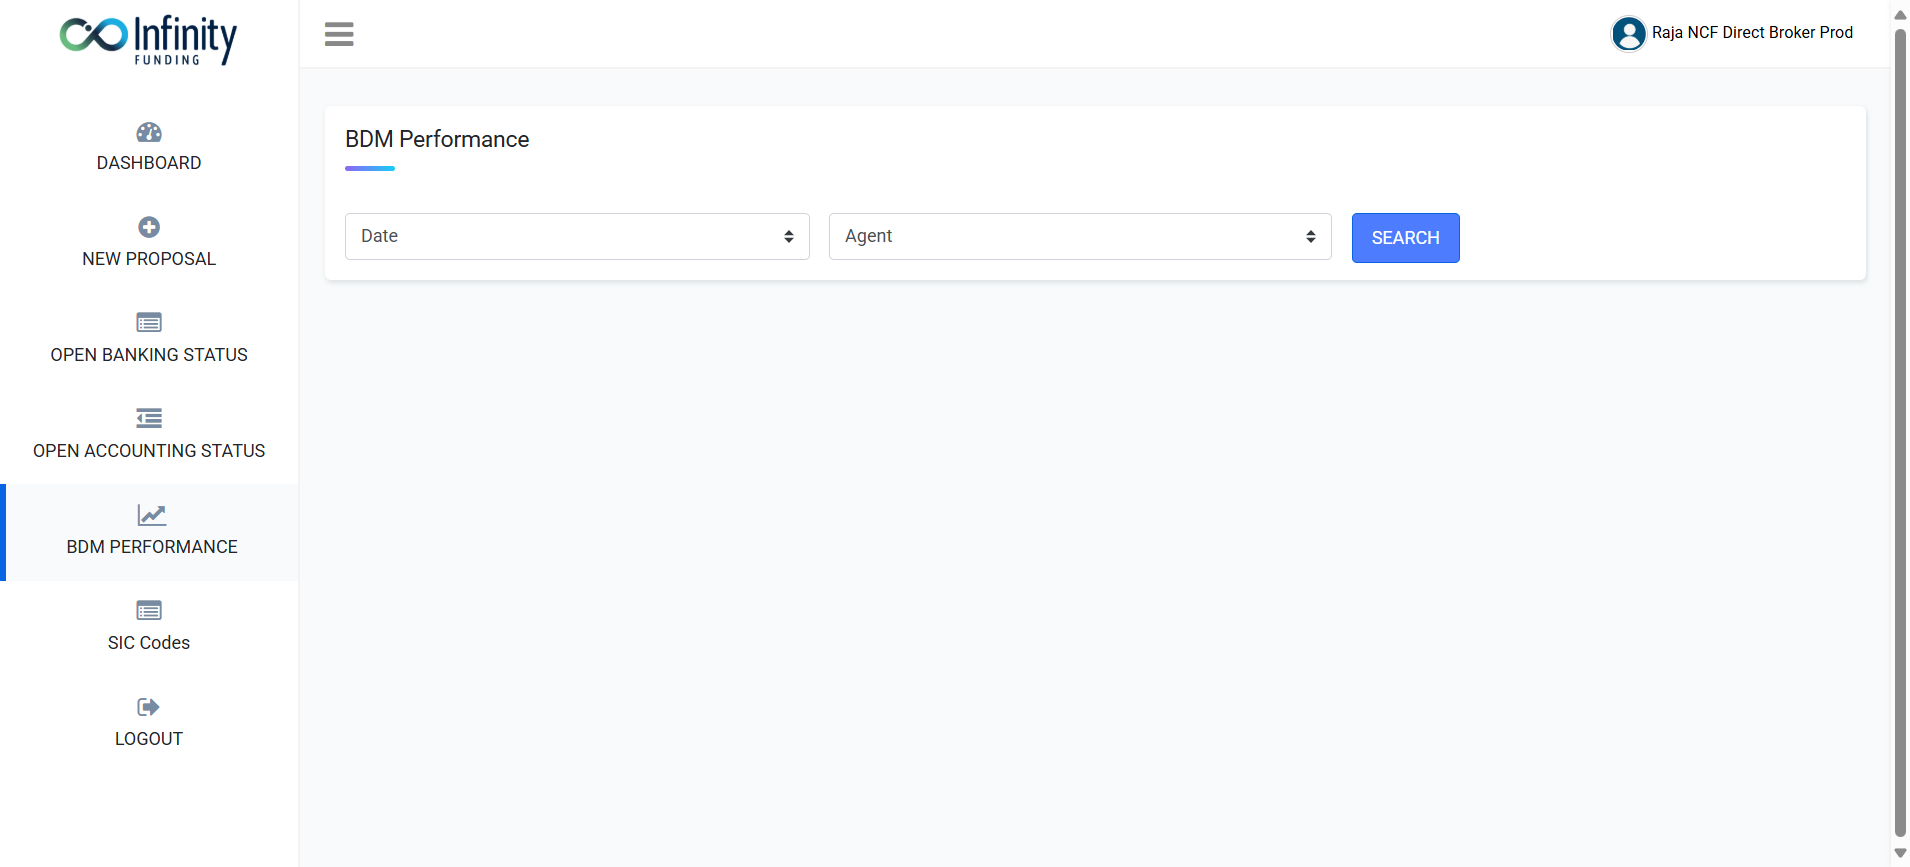 Infinity
FUNDING
Raja NCF Direct Broker Prod
DASHBOARD
NEW PROPOSAL
OPEN BANKING STATUS
OPEN ACCOUNTING STATUS
BDM PERFORMANCE
SIC Codes
LOGOUT
BDM Performance
Date
Agent
SEARCH